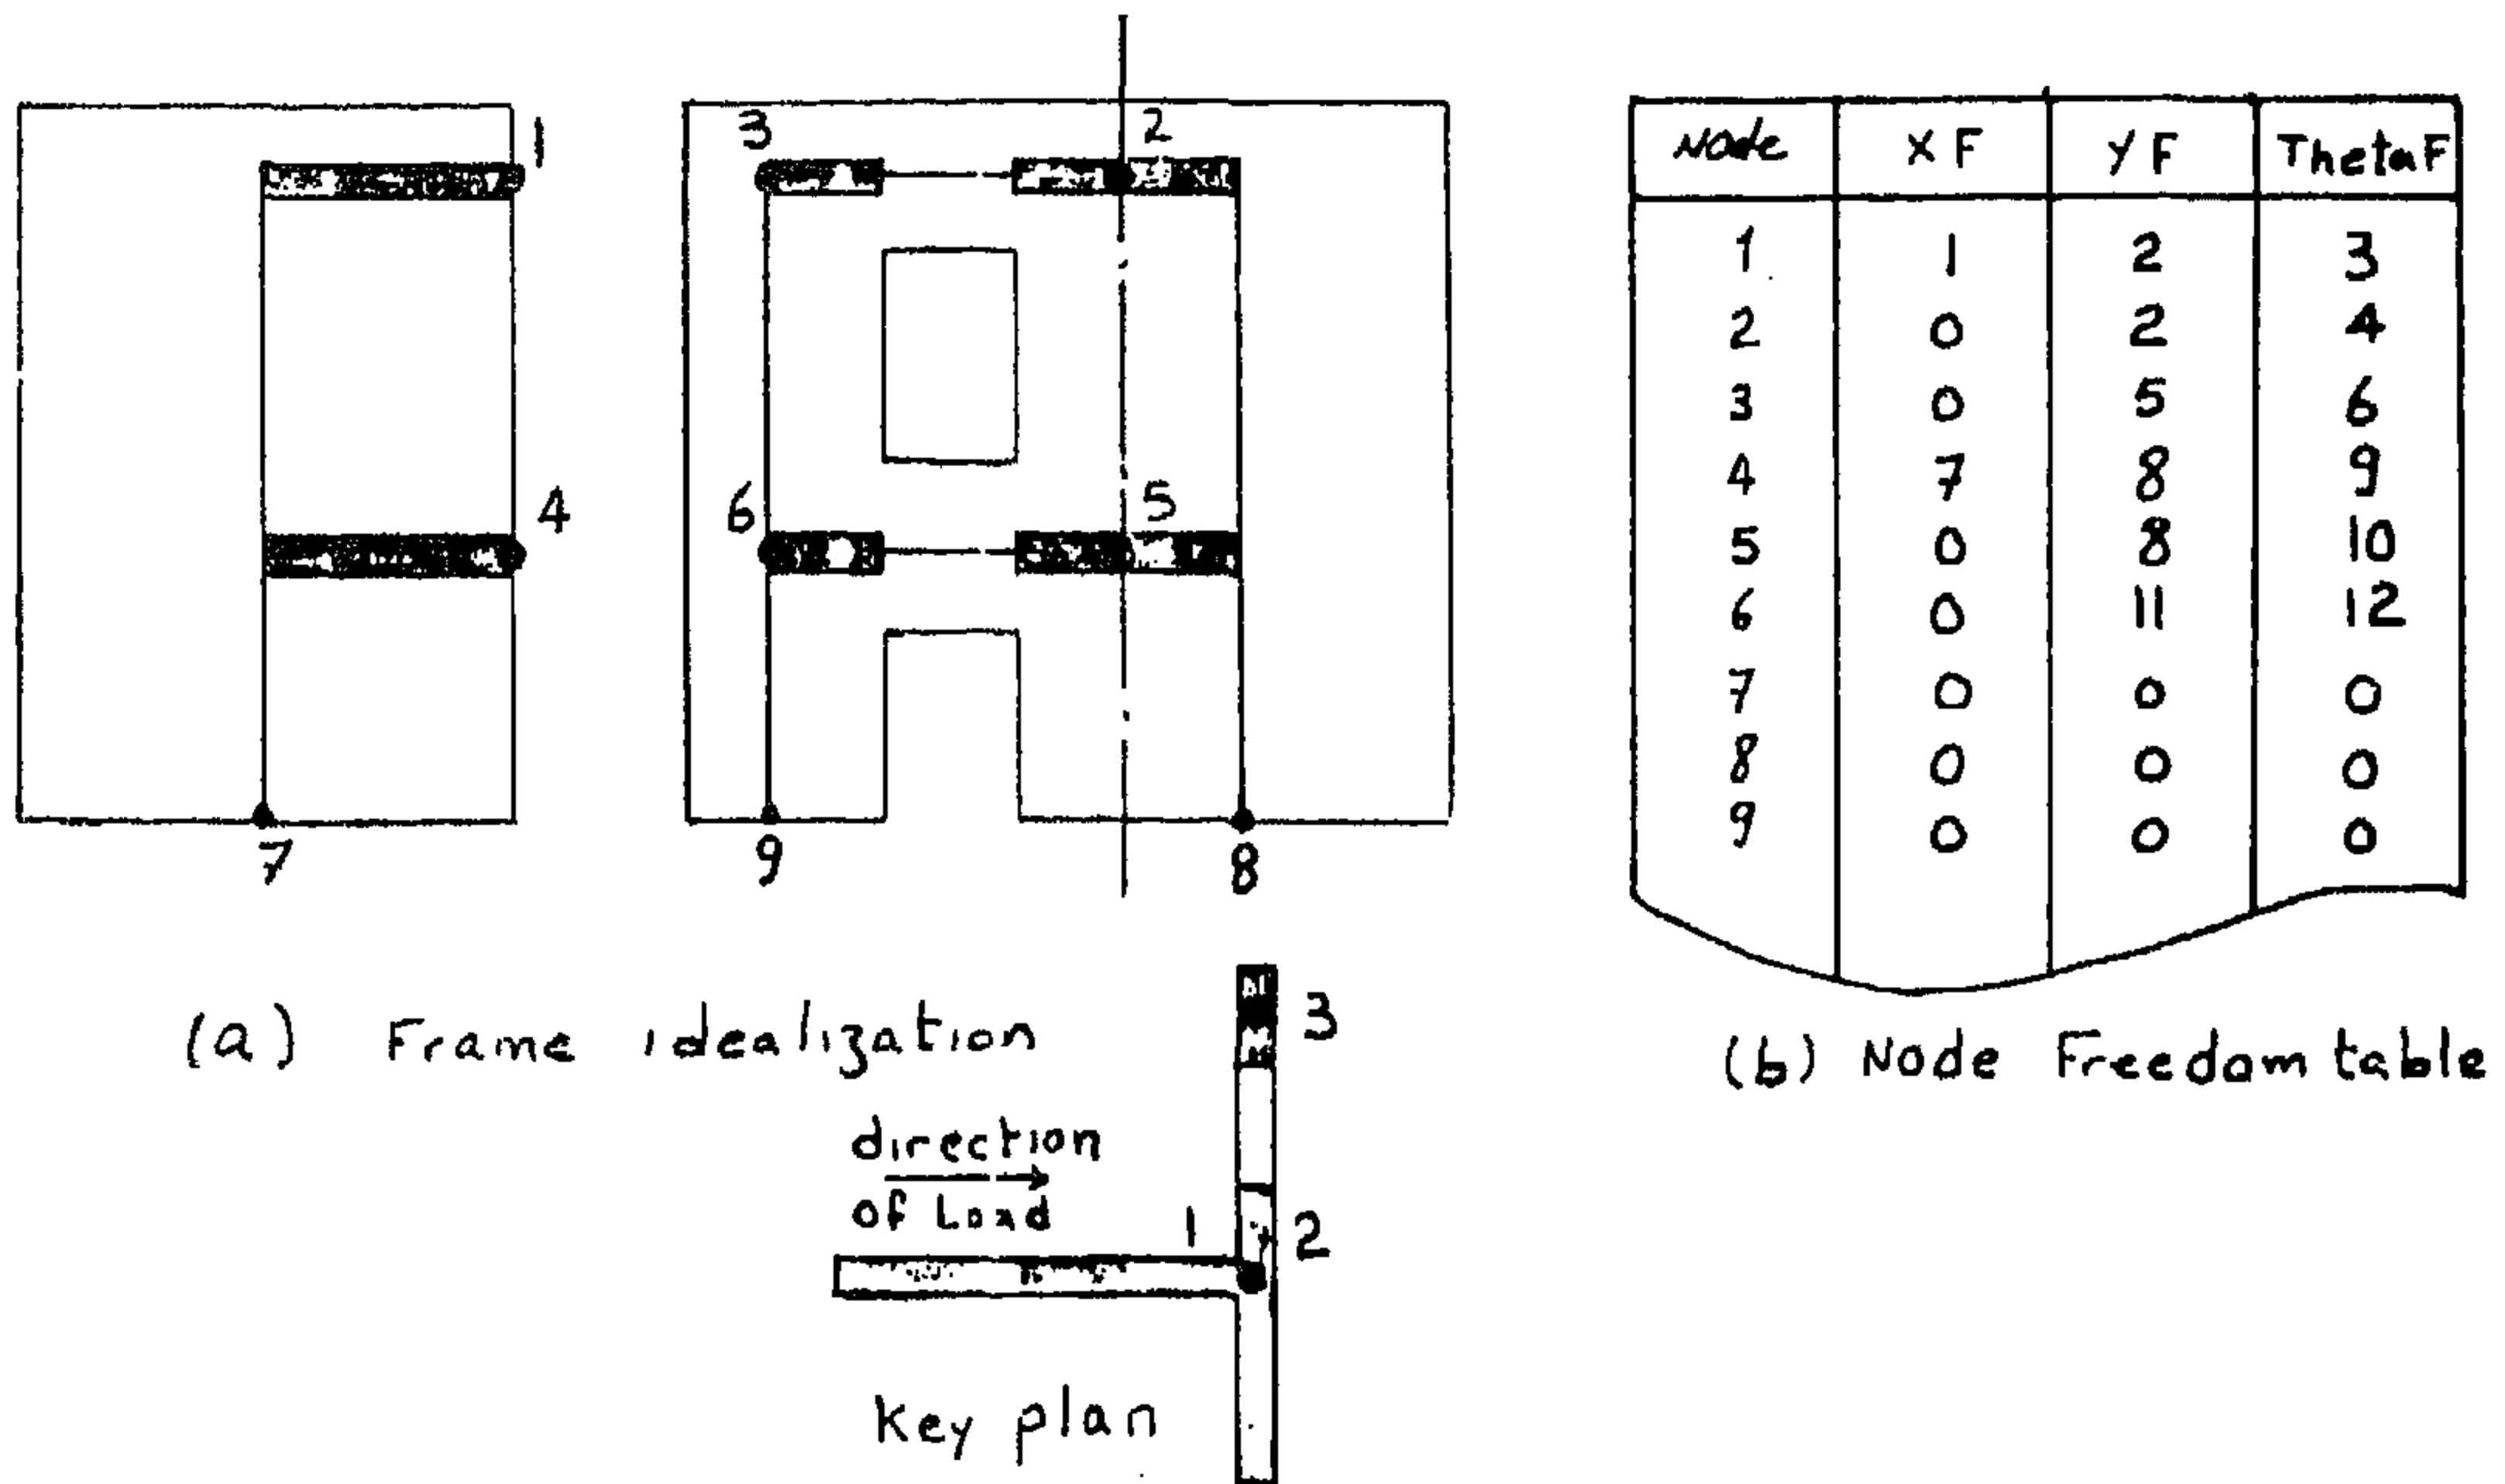 1
3 2
4
6 5
7 9 8
Node XF YF ThetaF
1 1 2 3
2 0 2 4
3 0 5 6
4 7 8 9
5 0 8 10
6 0 11 12
7 0 0 0
8 0 0 0
9 0 0 0
(a) Frame idealization
(b) Node Freedom table
3
direction
of Load
1 2
key plan